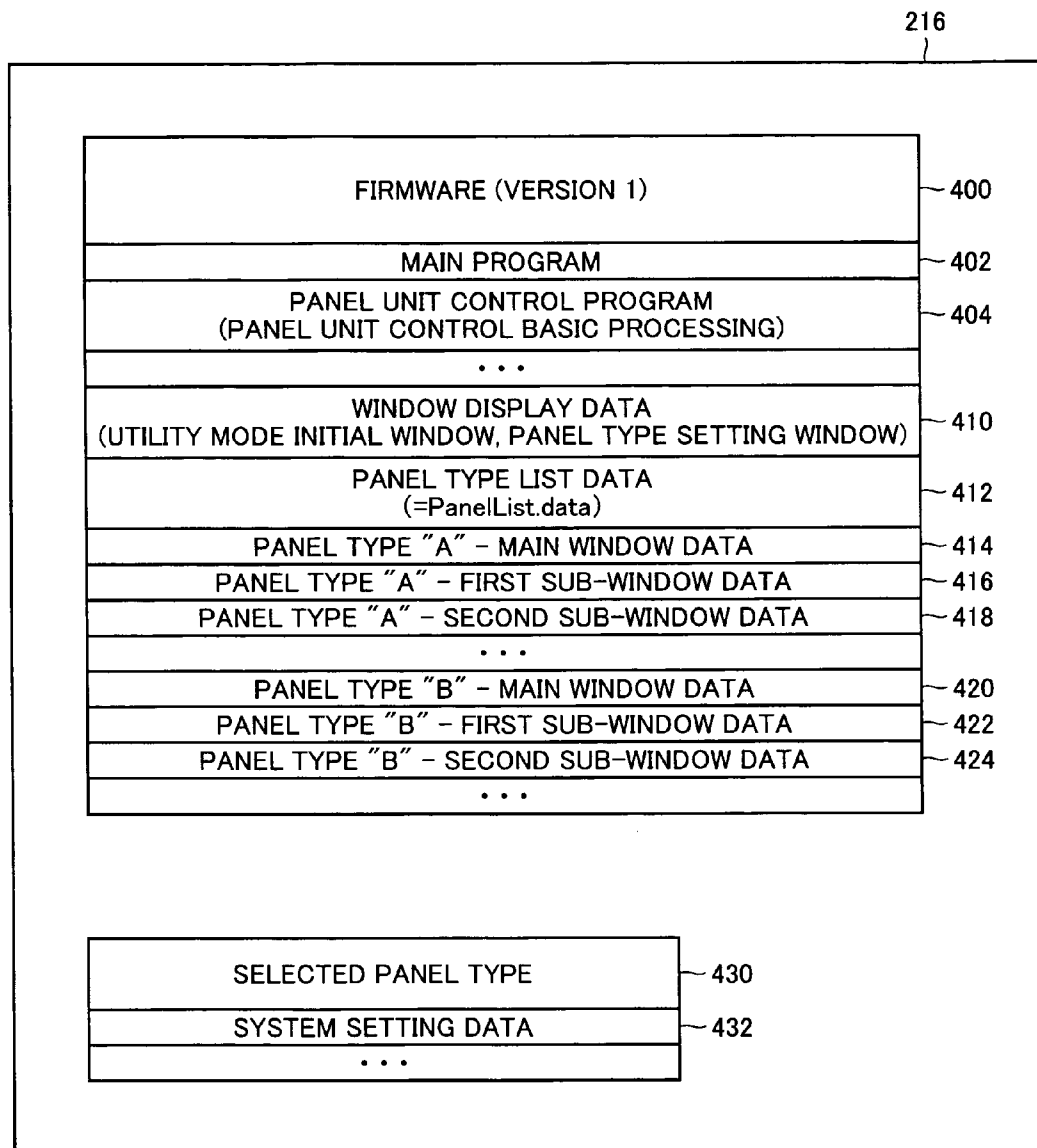 216
FIRMWARE (VERSION 1) 400
MAIN PROGRAM 402
PANEL UNIT CONTROL PROGRAM
(PANEL UNIT CONTROL BASIC PROCESSING) 404
• • •
WINDOW DISPLAY DATA
(UTILITY MODE INITIAL WINDOW, PANEL TYPE SETTING WINDOW) 410
PANEL TYPE LIST DATA
(=PanelList.data) 412
PANEL TYPE "A" – MAIN WINDOW DATA 414
PANEL TYPE "A" – FIRST SUB-WINDOW DATA 416
PANEL TYPE "A" – SECOND SUB-WINDOW DATA 418
• • •
PANEL TYPE "B" – MAIN WINDOW DATA 420
PANEL TYPE "B" – FIRST SUB-WINDOW DATA 422
PANEL TYPE "B" – SECOND SUB-WINDOW DATA 424
• • •
SELECTED PANEL TYPE 430
SYSTEM SETTING DATA 432
• • •